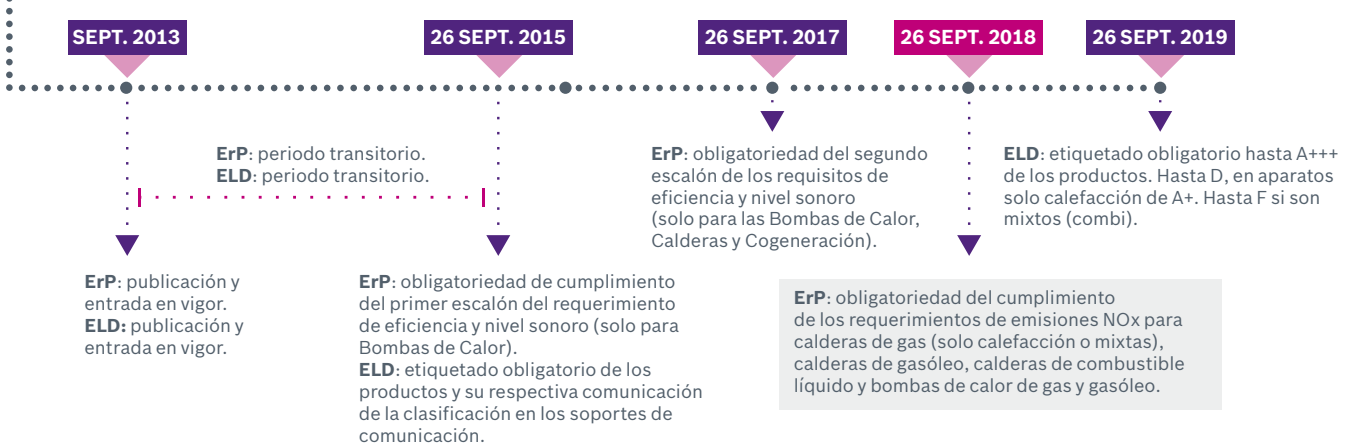 SEPT. 2013
26 SEPT. 2015
26 SEPT. 2017
26 SEPT. 2018
26 SEPT. 2019
ErP: periodo transitorio.
ELD: periodo transitorio.
ErP: publicación y
entrada en vigor.
ELD: publicación y
entrada en vigor.
ErP: obligatoriedad de cumplimiento
del primer escalón del requerimiento
de eficiencia y nivel sonoro (solo para
Bombas de Calor).
ELD: etiquetado obligatorio de los
productos y su respectiva comunicación
de la clasificación en los soportes de
comunicación.
ErP: obligatoriedad del segundo
escalón de los requisitos de
eficiencia y nivel sonoro
(solo para las Bombas de Calor,
Calderas y Cogeneración).
ErP: obligatoriedad del cumplimiento
de los requerimientos de emisiones NOx para
calderas de gas (solo calefacción o mixtas),
calderas de gasóleo, calderas de combustible
líquido y bombas de calor de gas y gasóleo.
ELD: etiquetado obligatorio hasta A+++
de los productos. Hasta D, en aparatos
solo calefacción de A+. Hasta F si son
mixtos (combi).